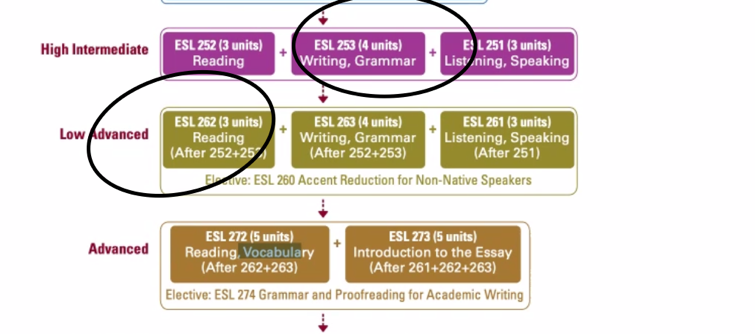 High Intermediate
ESL 252 (3 units)
Reading
+
ESL 253 (4 units)
Writing, Grammar
+
ESL 251 (3 units)
Listening, Speaking
Low Advanced
ESL 262 (3 units)
Reading
(After 252+253)
+
ESL 263 (4 units)
Writing, Grammar
(After 252+253)
+
ESL 261 (3 units)
Listening, Speaking
(After 251)
Elective: ESL 260 Accent Reduction for Non-Native Speakers
Advanced
ESL 272 (5 units)
Reading, Vocabulary
(After 262+263)
+
ESL 273 (5 units)
Introduction to the Essay
(After 261+262+263)
Elective: ESL 274 Grammar and Proofreading for Academic Writing